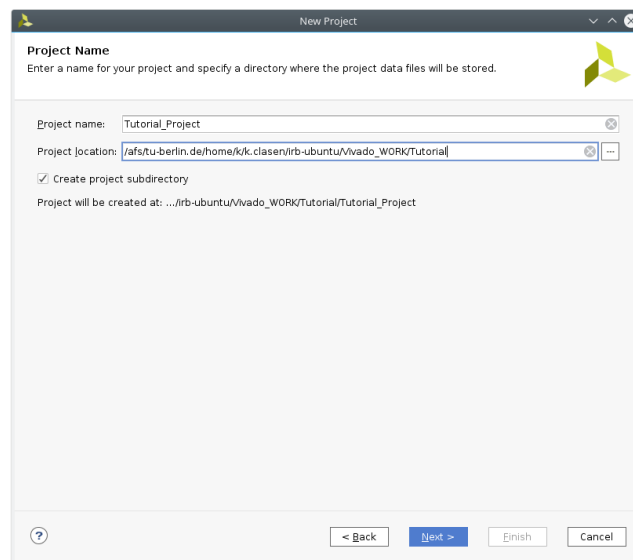 New Project
Project Name
Enter a name for your project and specify a directory where the project data files will be stored.
Project name: Tutorial_Project
Project location: /afs/tu-berlin.de/home/k/k.clasen/irb-ubuntu/Vivado_WORK/Tutorial ...
Create project subdirectory
Project will be created at: .../irb-ubuntu/Vivado_WORK/Tutorial/Tutorial_Project
? < Back Next > Finish Cancel